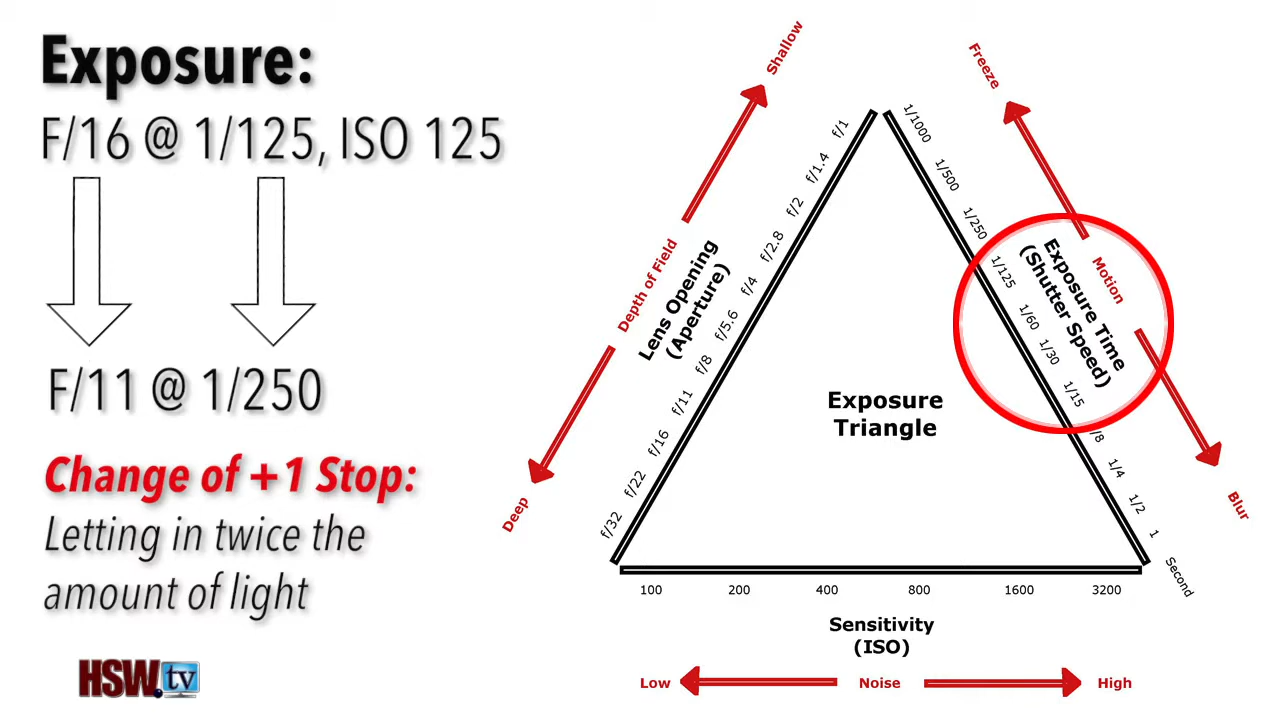 Exposure:
F/16 @ 1/125, ISO 125
F/11 @ 1/250
Change of +1 Stop:
Letting in twice the
amount of light
HSW.tv
Shallow
Depth of Field
Deep
Lens Opening
(Aperture)
f/1
f/1.4
f/2
f/2.8
f/4
f/5.6
f/8
f/11
f/16
f/22
f/32
Exposure
Triangle
1/1000
1/500
1/250
1/125
1/60
1/30
1/15
/8
1/4
1/2
1
Second
Exposure Time
(Shutter Speed)
Freeze
Motion
Blur
100 200 400 800 1600 3200
Sensitivity
(ISO)
Low Noise High